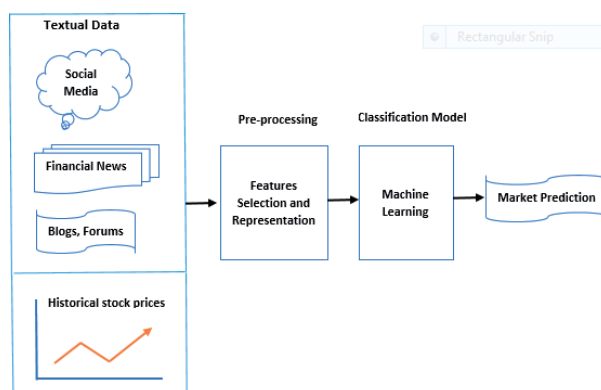 Textual Data
Social
Media
Financial News
Blogs, Forums
Historical stock prices
Pre-processing
Features
Selection and
Representation
Classification Model
Machine
Learning
Market Prediction
Rectangular Snip